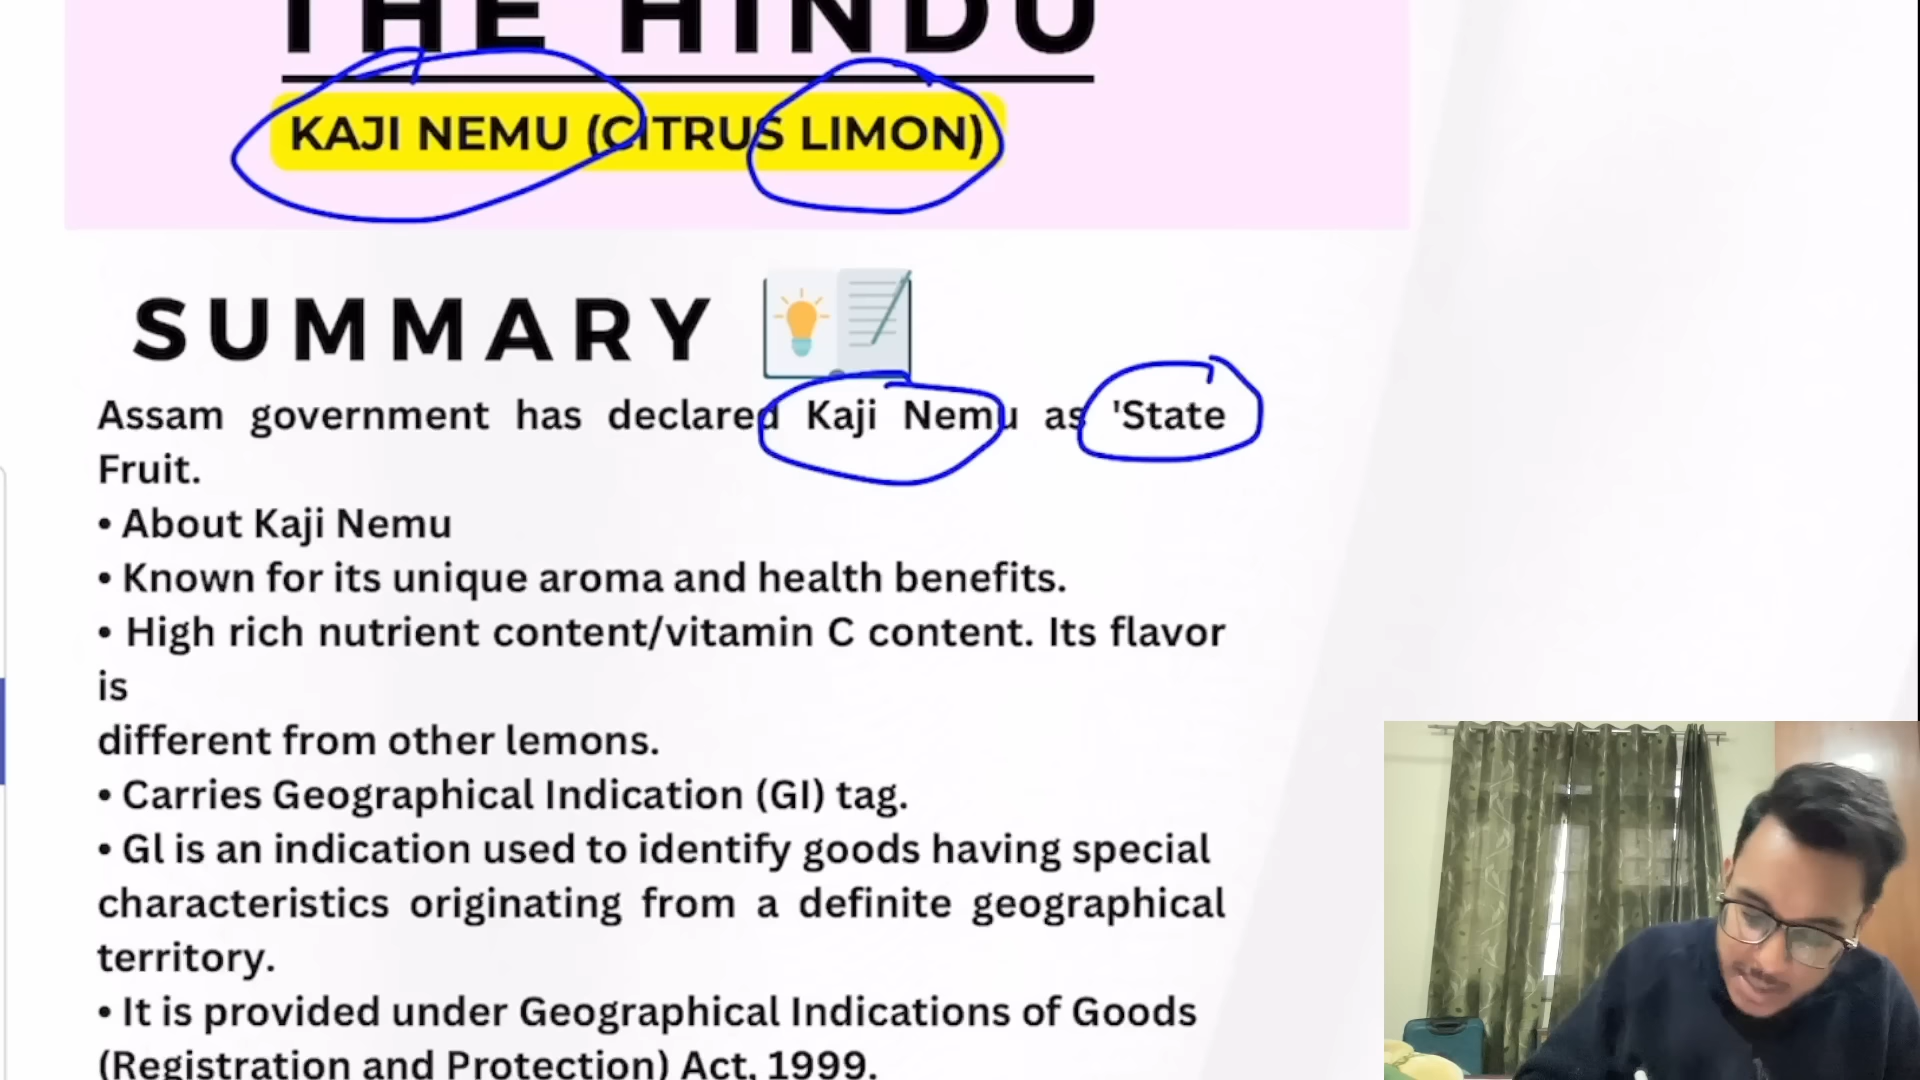 THE HINDU
KAJI NEMU (CITRUS LIMON)
SUMMARY
Assam government has declared Kaji Nemu as 'State
Fruit.
• About Kaji Nemu
• Known for its unique aroma and health benefits.
• High rich nutrient content/vitamin C content. Its flavor
is
different from other lemons.
• Carries Geographical Indication (GI) tag.
• Gl is an indication used to identify goods having special
characteristics originating from a definite geographical
territory.
• It is provided under Geographical Indications of Goods
(Registration and Protection) Act, 1999.